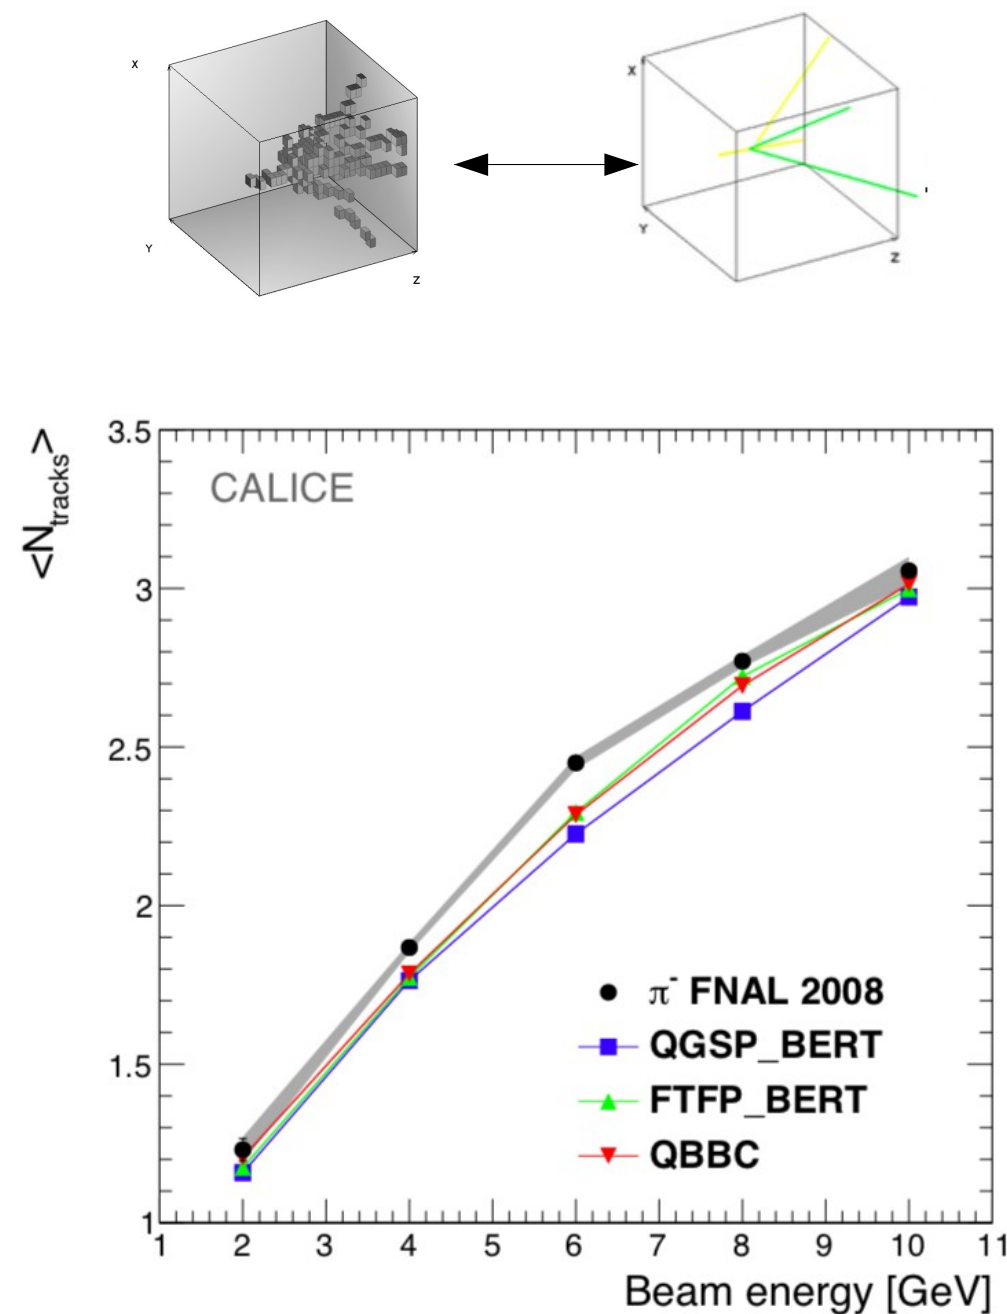 X
Y
Z
X
Y
Z
<N_tracks>
CALICE
3.5
3
2.5
2
1.5
1
π⁻ FNAL 2008
QGSP_BERT
FTFP_BERT
QBBC
1 2 3 4 5 6 7 8 9 10 11
Beam energy [GeV]